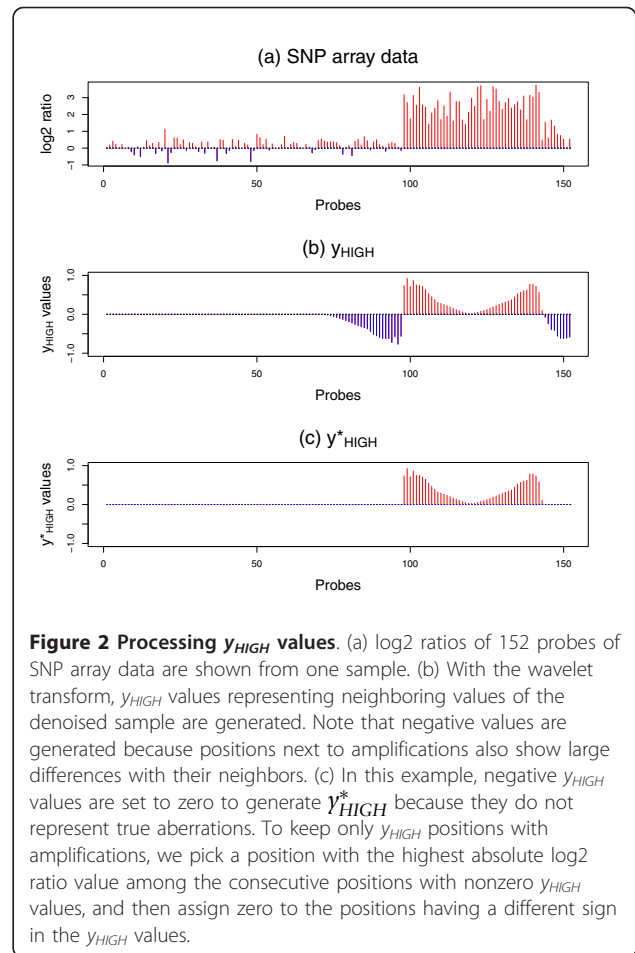 (a) SNP array data
log2 ratio
3
2
1
0
−1
0
50
100
150
Probes
(b) yHIGH
yHIGH values
1.0
0.0
−1.0
0
50
100
150
Probes
(c) y*HIGH
y*HIGH values
1.0
0.0
−1.0
0
50
100
150
Probes
Figure 2 Processing yHIGH values. (a) log2 ratios of 152 probes of
SNP array data are shown from one sample. (b) With the wavelet
transform, yHIGH values representing neighboring values of the
denoised sample are generated. Note that negative values are
generated because positions next to amplifications also show large
differences with their neighbors. (c) In this example, negative yHIGH
values are set to zero to generate y*HIGH because they do not
represent true aberrations. To keep only yHIGH positions with
amplifications, we pick a position with the highest absolute log2
ratio value among the consecutive positions with nonzero yHIGH
values, and then assign zero to the positions having a different sign
in the yHIGH values.